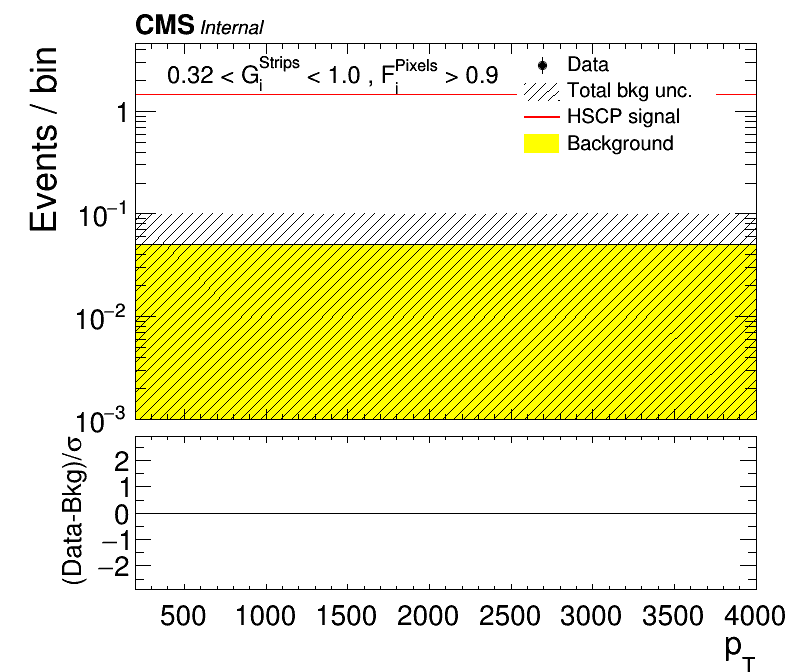 CMS Internal
0.32 < G_i^Strips < 1.0 , F_i^Pixels > 0.9
Data
Total bkg unc.
HSCP signal
Background
Events / bin
1
10^−1
10^−2
10^−3
(Data-Bkg)/σ
2
1
0
−1
−2
500 1000 1500 2000 2500 3000 3500 4000
p_T